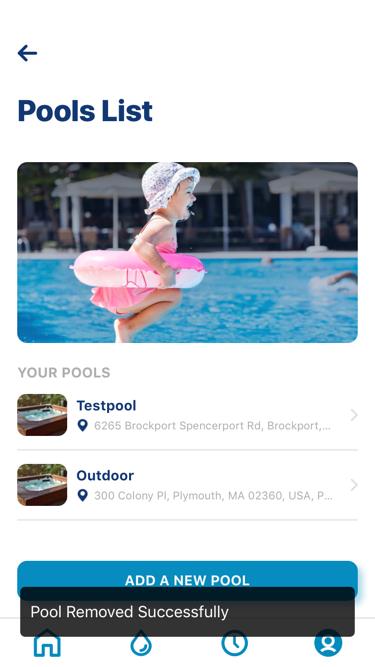 Pools List
YOUR POOLS
Testpool
6265 Brockport Spencerport Rd, Brockport,...
Outdoor
300 Colony Pl, Plymouth, MA 02360, USA, P...
ADD A NEW POOL
Pool Removed Successfully